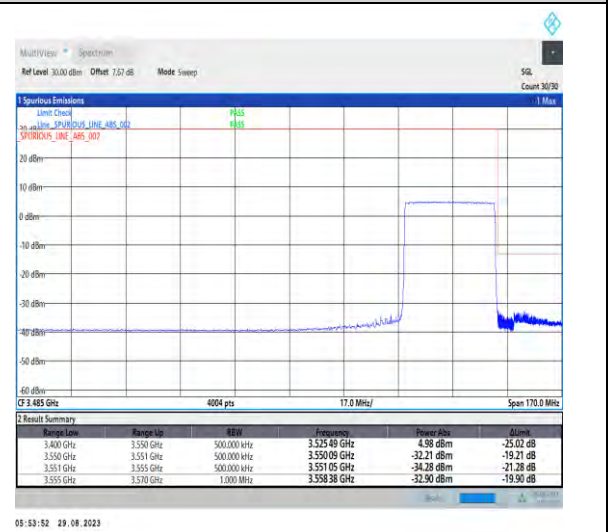 MultiView Spectrum
Ref Level 30.00 dBm Offset 7.67 dB Mode Sweep SGL
Count 30/30
1 Spurious Emissions 1 Max
Limit Check PASS
Line _SPURIOUS_LINE_ABS_002 PASS
_SPURIOUS_LINE_ABS_002
20 dBm
10 dBm
0 dBm
-10 dBm
-20 dBm
-30 dBm
-40 dBm
-50 dBm
-60 dBm
CF 3.485 GHz 4004 pts 17.0 MHz/ Span 170.0 MHz
2 Result Summary
Range Low Range Up RBW Frequency Power Abs ΔLimit
3.400 GHz 3.550 GHz 500.000 kHz 3.525 49 GHz 4.98 dBm -25.02 dB
3.550 GHz 3.551 GHz 500.000 kHz 3.55009 GHz -32.21 dBm -19.21 dB
3.551 GHz 3.555 GHz 500.000 kHz 3.55105 GHz -34.28 dBm -21.28 dB
3.555 GHz 3.570 GHz 1.000 MHz 3.558 38 GHz -32.90 dBm -19.90 dB
05:53:52 29.08.2023